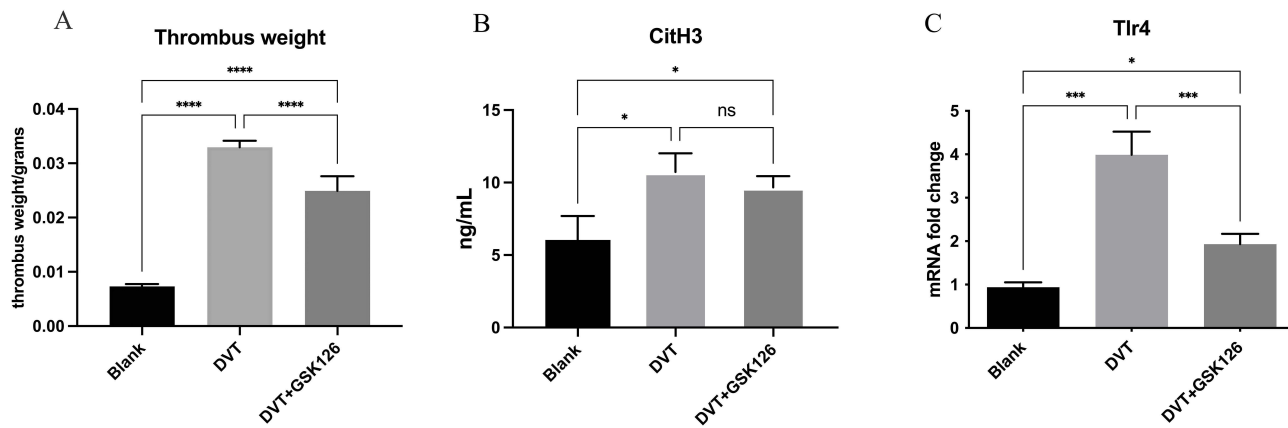 A
Thrombus weight
****
****
****
thrombus weight/grams
0.04
0.03
0.02
0.01
0.00
Blank
DVT
DVT+GSK126
B
CitH3
*
*
ns
ng/mL
15
10
5
0
Blank
DVT
DVT+GSK126
C
Tlr4
*
***
***
mRNA fold change
5
4
3
2
1
0
Blank
DVT
DVT+GSK126